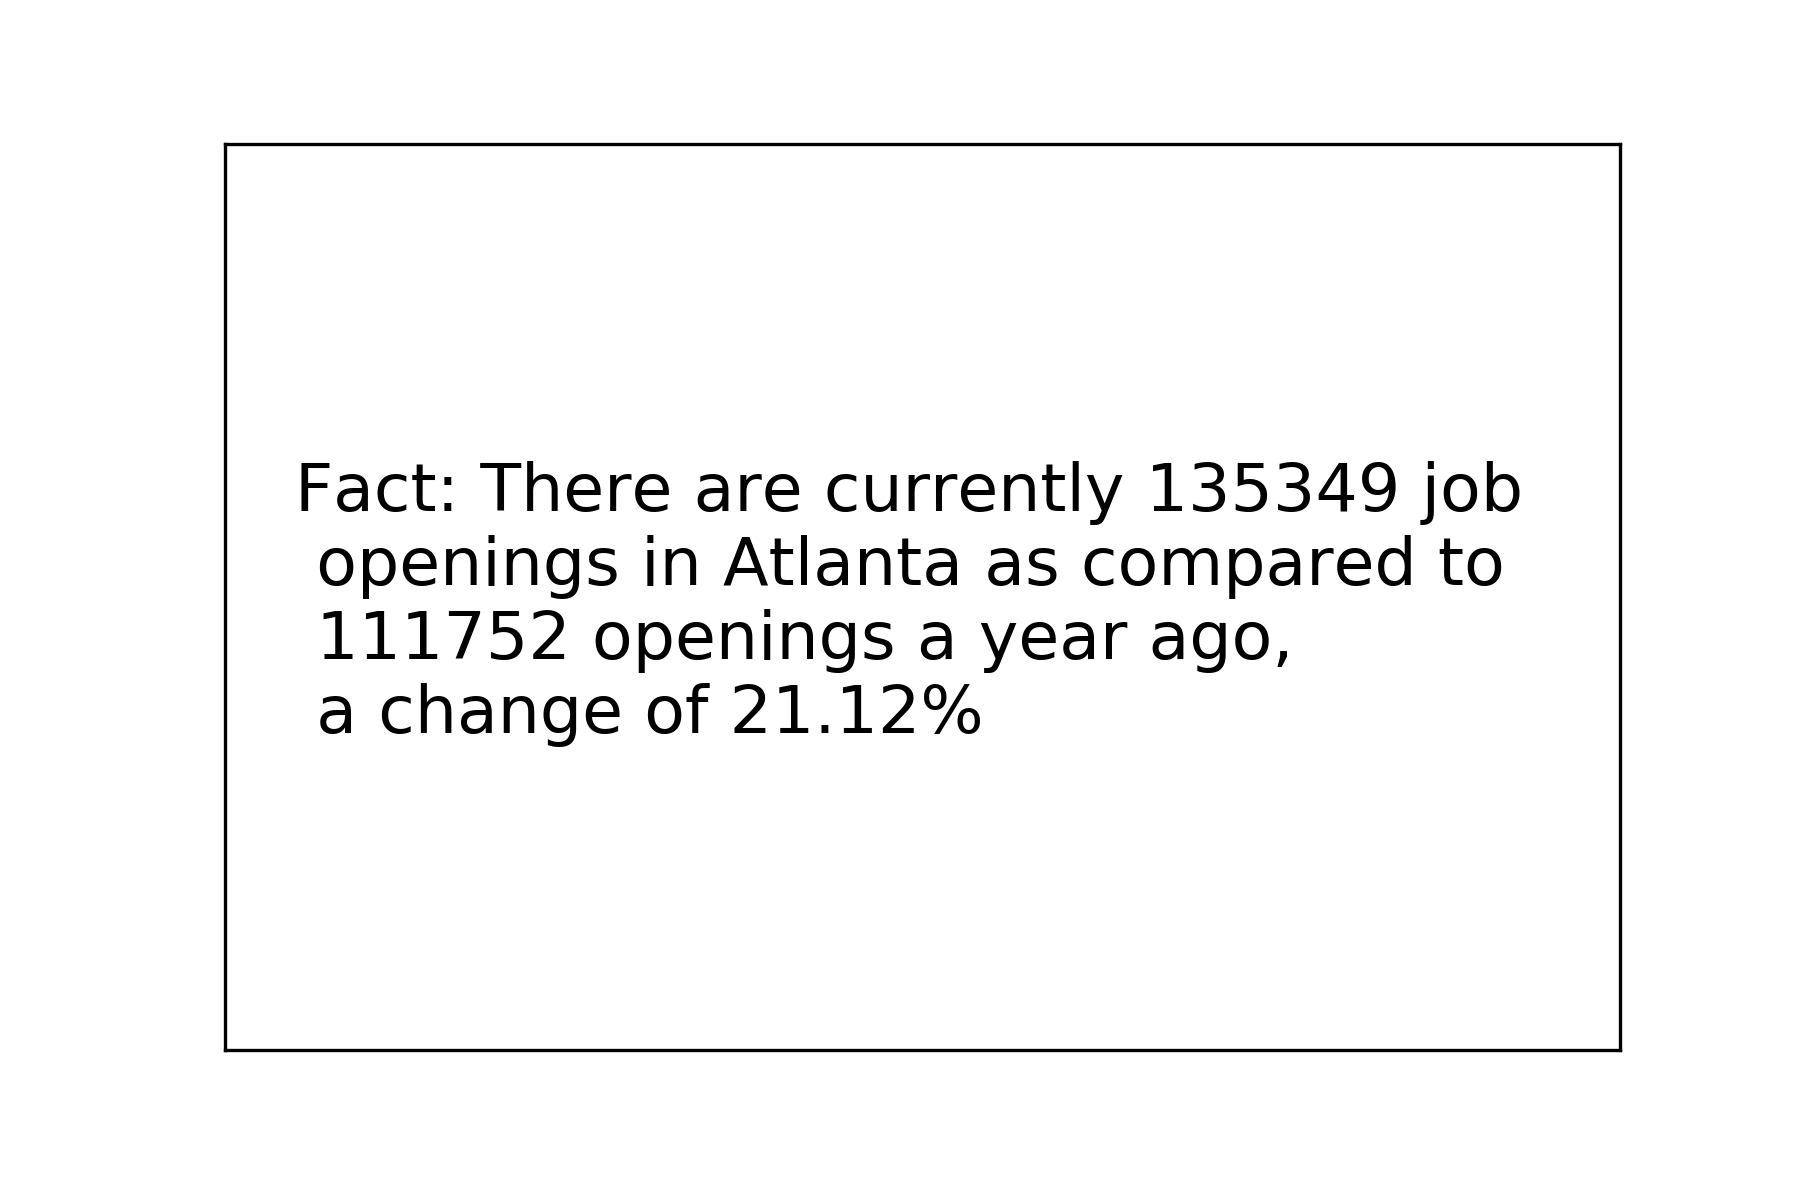 Fact: There are currently 135349 job
openings in Atlanta as compared to
111752 openings a year ago,
a change of 21.12%